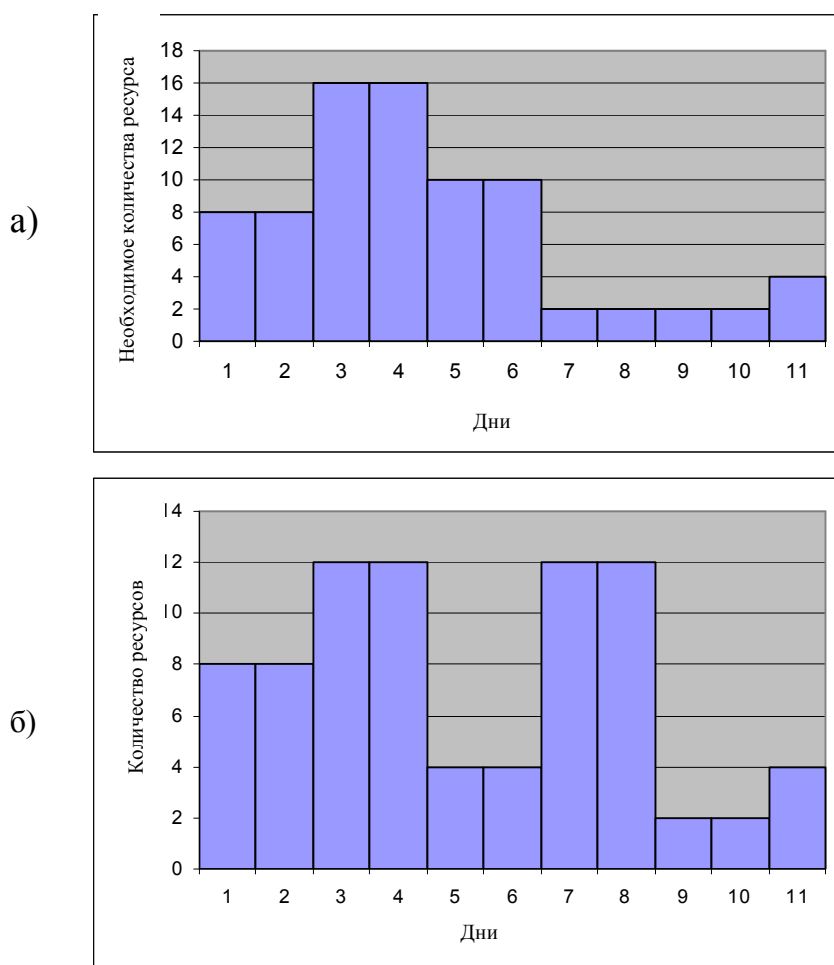 а)
Необходимое количества ресурса
18
16
14
12
10
8
6
4
2
0
1 2 3 4 5 6 7 8 9 10 11
Дни
б)
Количество ресурсов
14
12
10
8
6
4
2
0
1 2 3 4 5 6 7 8 9 10 11
Дни